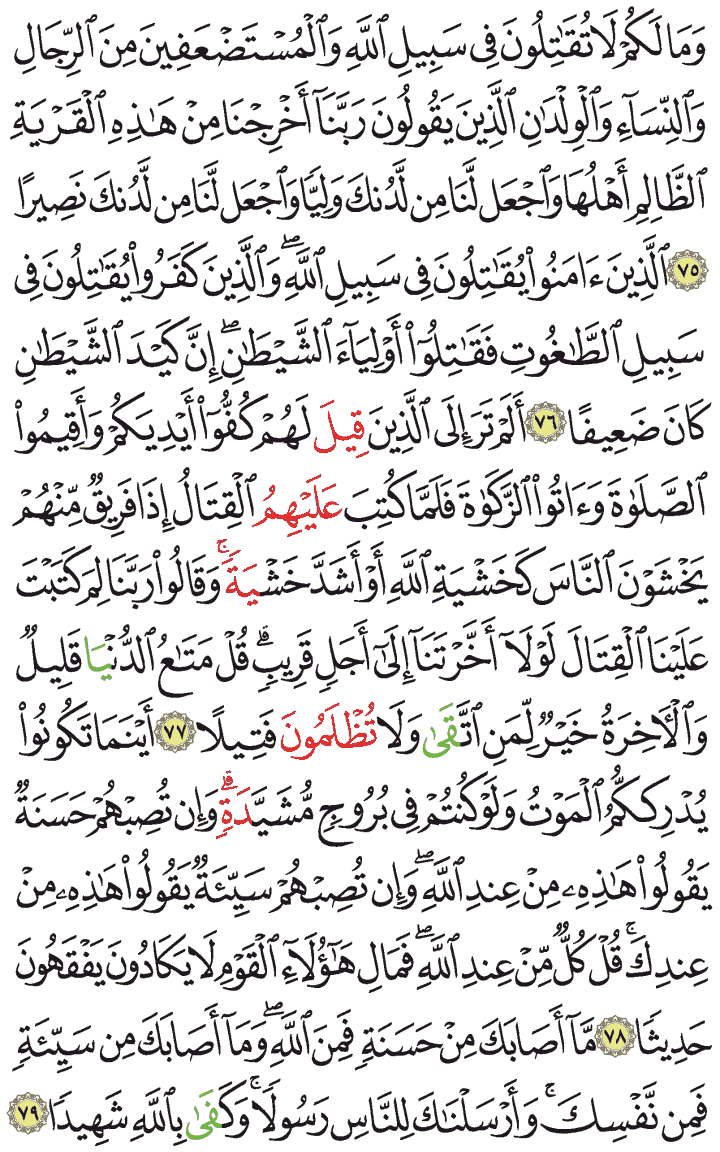 وَمَا لَكُمۡ لَا تُقَٰتِلُونَ فِي سَبِيلِ ٱللَّهِ وَٱلۡمُسۡتَضۡعَفِينَ مِنَ ٱلرِّجَالِ
وَٱلنِّسَآءِ وَٱلۡوِلۡدَٰنِ ٱلَّذِينَ يَقُولُونَ رَبَّنَآ أَخۡرِجۡنَا مِنۡ هَٰذِهِ ٱلۡقَرۡيَةِ
ٱلظَّالِمِ أَهۡلُهَا وَٱجۡعَل لَّنَا مِن لَّدُنكَ وَلِيّٗا وَٱجۡعَل لَّنَا مِن لَّدُنكَ نَصِيرًا
٧٥ ٱلَّذِينَ ءَامَنُواْ يُقَٰتِلُونَ فِي سَبِيلِ ٱللَّهِۖ وَٱلَّذِينَ كَفَرُواْ يُقَٰتِلُونَ فِي
سَبِيلِ ٱلطَّٰغُوتِ فَقَٰتِلُوٓاْ أَوۡلِيَآءَ ٱلشَّيۡطَٰنِۖ إِنَّ كَيۡدَ ٱلشَّيۡطَٰنِ
كَانَ ضَعِيفًا ٧٦ أَلَمۡ تَرَ إِلَى ٱلَّذِينَ قِيلَ لَهُمۡ كُفُّوٓاْ أَيۡدِيَكُمۡ وَأَقِيمُواْ
ٱلصَّلَوٰةَ وَءَاتُواْ ٱلزَّكَوٰةَ فَلَمَّا كُتِبَ عَلَيۡهِمُ ٱلۡقِتَالُ إِذَا فَرِيقٞ مِّنۡهُمۡ
يَخۡشَوۡنَ ٱلنَّاسَ كَخَشۡيَةِ ٱللَّهِ أَوۡ أَشَدَّ خَشۡيَةٗۚ وَقَالُواْ رَبَّنَا لِمَ كَتَبۡتَ
عَلَيۡنَا ٱلۡقِتَالَ لَوۡلَآ أَخَّرۡتَنَآ إِلَىٰٓ أَجَلٖ قَرِيبٖۗ قُلۡ مَتَٰعُ ٱلدُّنۡيَا قَلِيلٞ
وَٱلۡأٓخِرَةُ خَيۡرٞ لِّمَنِ ٱتَّقَىٰ وَلَا تُظۡلَمُونَ فَتِيلًا ٧٧ أَيۡنَمَا تَكُونُواْ
يُدۡرِككُّمُ ٱلۡمَوۡتُ وَلَوۡ كُنتُمۡ فِي بُرُوجٖ مُّشَيَّدَةٖۗ وَإِن تُصِبۡهُمۡ حَسَنَةٞ
يَقُولُواْ هَٰذِهِۦ مِنۡ عِندِ ٱللَّهِۖ وَإِن تُصِبۡهُمۡ سَيِّئَةٞ يَقُولُواْ هَٰذِهِۦ مِنۡ
عِندِكَۚ قُلۡ كُلّٞ مِّنۡ عِندِ ٱللَّهِۖ فَمَالِ هَٰٓؤُلَآءِ ٱلۡقَوۡمِ لَا يَكَادُونَ يَفۡقَهُونَ
حَدِيثٗا ٧٨ مَّآ أَصَابَكَ مِنۡ حَسَنَةٖ فَمِنَ ٱللَّهِۖ وَمَآ أَصَابَكَ مِن سَيِّئَةٖ
فَمِن نَّفۡسِكَۚ وَأَرۡسَلۡنَٰكَ لِلنَّاسِ رَسُولٗاۚ وَكَفَىٰ بِٱللَّهِ شَهِيدٗا ٧٩